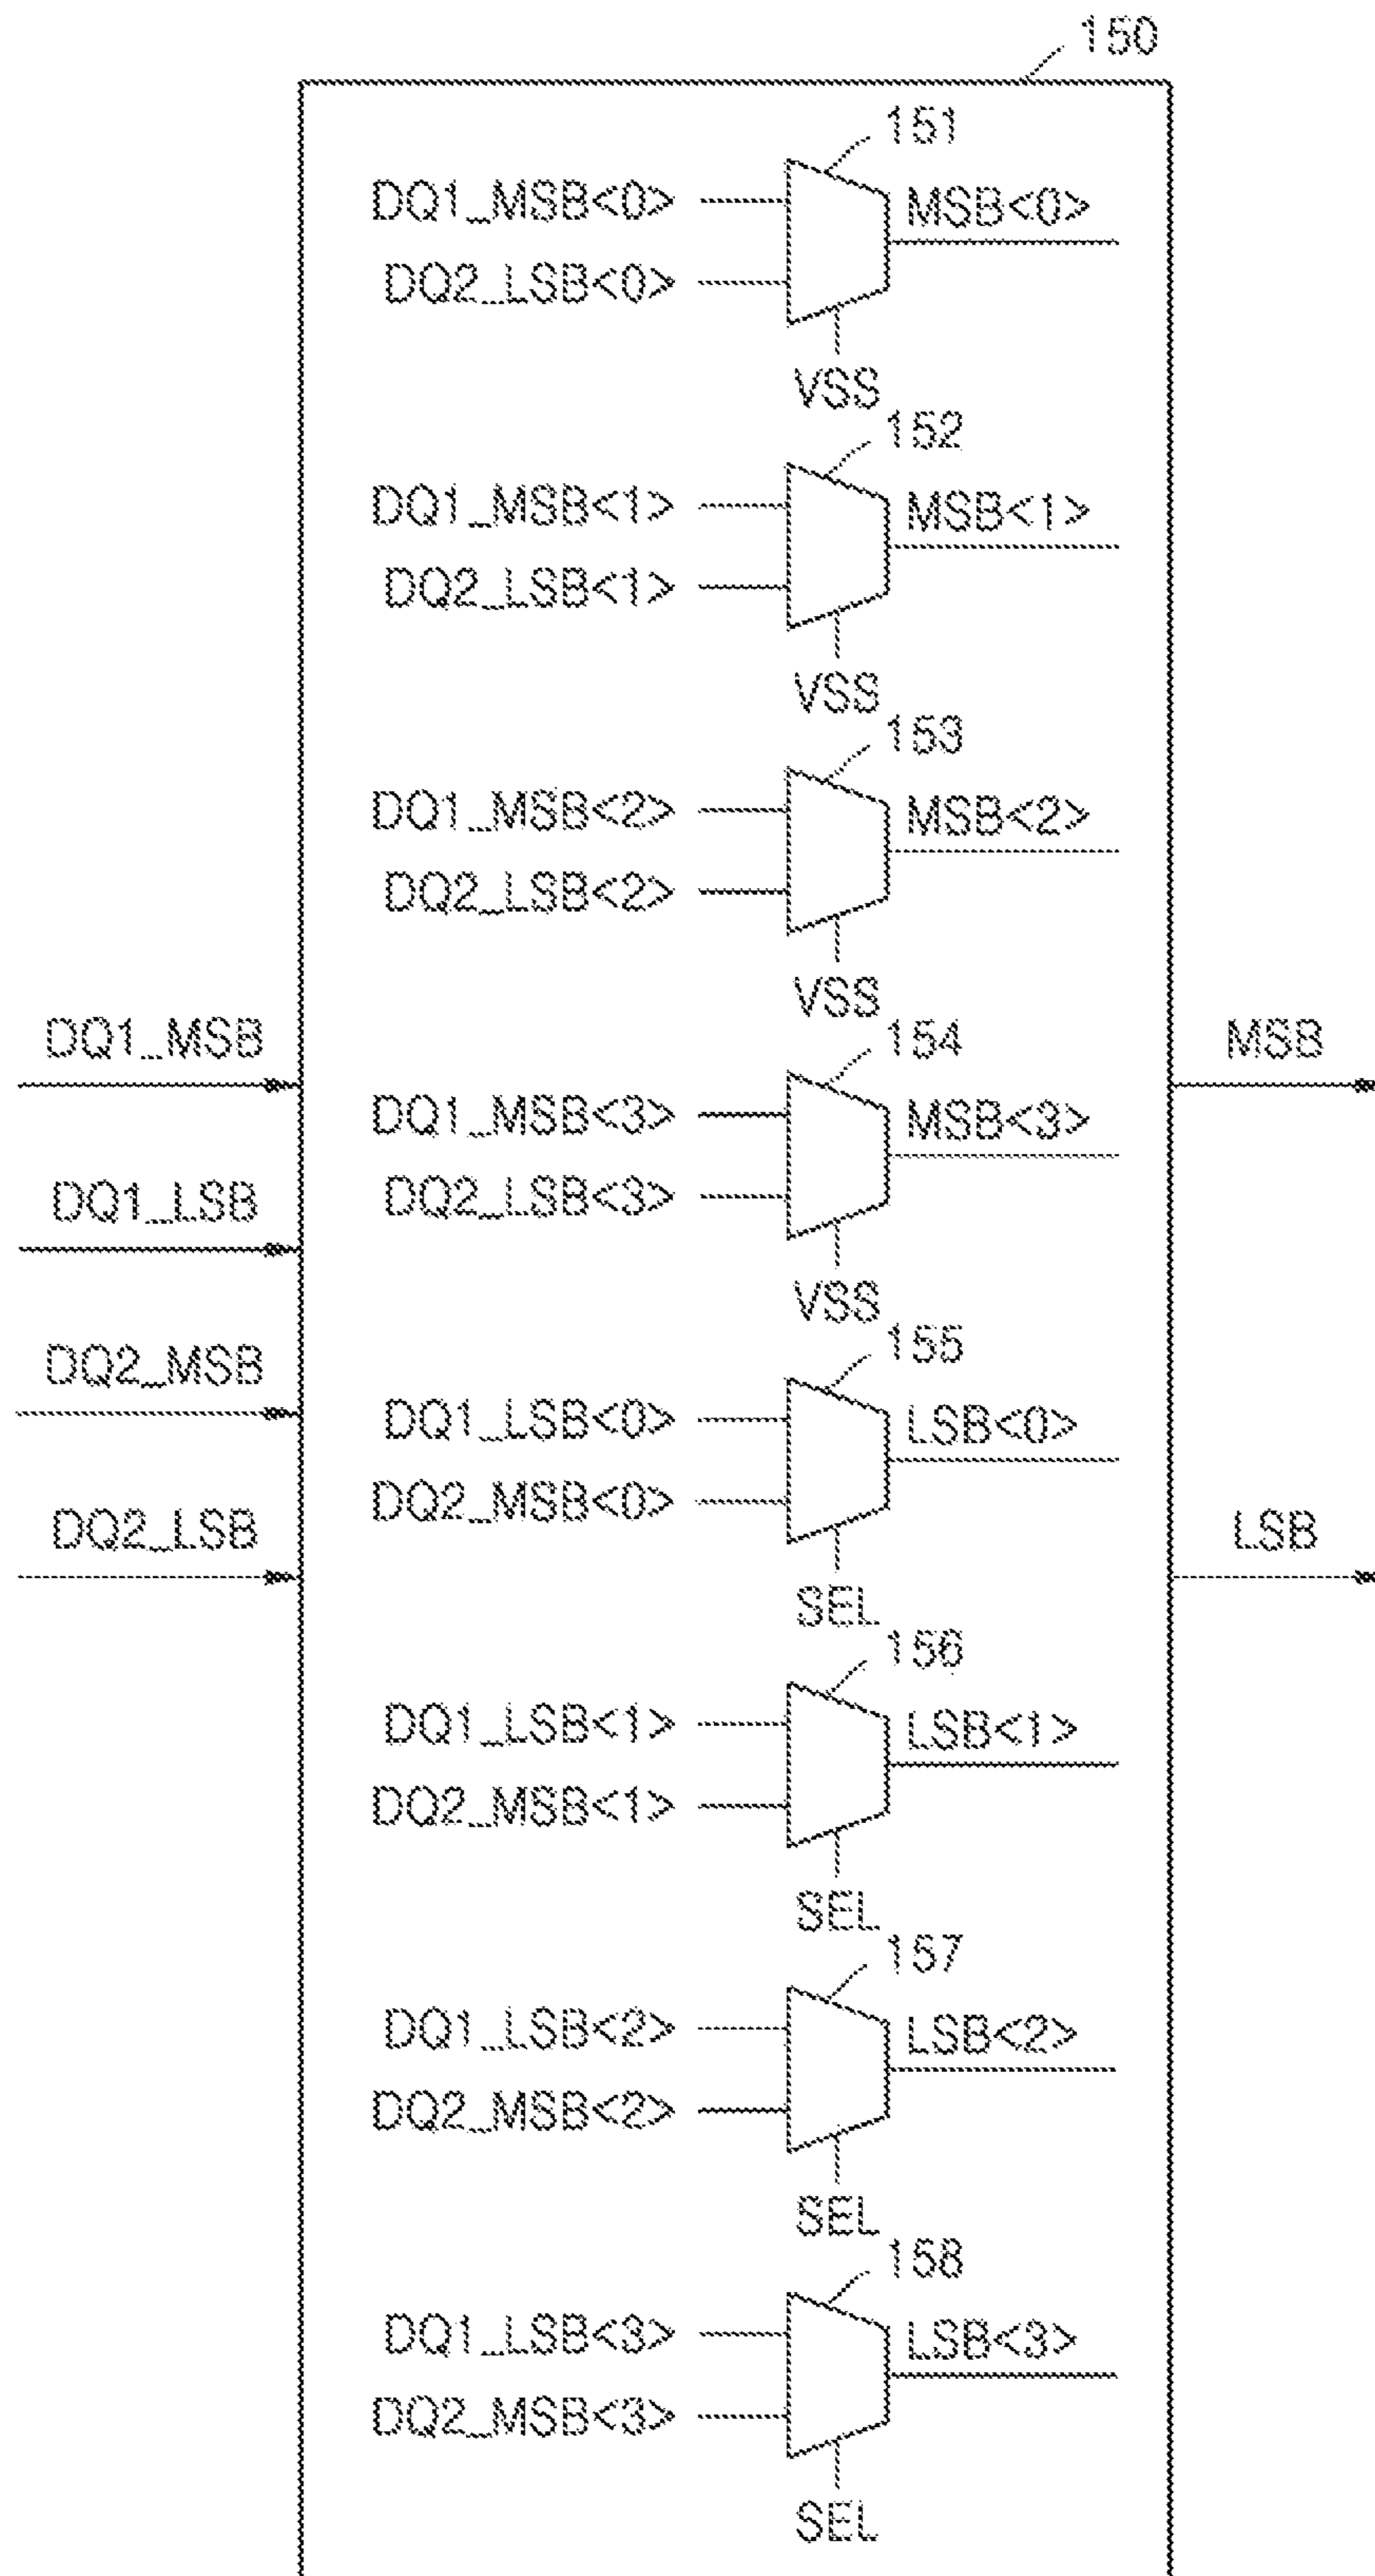 150
151
DQ1_MSB<0>
MSB<0>
DQ2_LSB<0>
VSS
152
DQ1_MSB<1>
MSB<1>
DQ2_LSB<1>
VSS
153
DQ1_MSB<2>
MSB<2>
DQ2_LSB<2>
VSS
DQ1_MSB
154
MSB
DQ1_MSB<3>
MSB<3>
DQ1_LSB
DQ2_LSB<3>
VSS
DQ2_MSB
155
DQ1_LSB<0>
LSB<0>
DQ2_MSB<0>
DQ2_LSB
LSB
SEL
156
DQ1_LSB<1>
LSB<1>
DQ2_MSB<1>
SEL
157
DQ1_LSB<2>
LSB<2>
DQ2_MSB<2>
SEL
158
DQ1_LSB<3>
LSB<3>
DQ2_MSB<3>
SEL